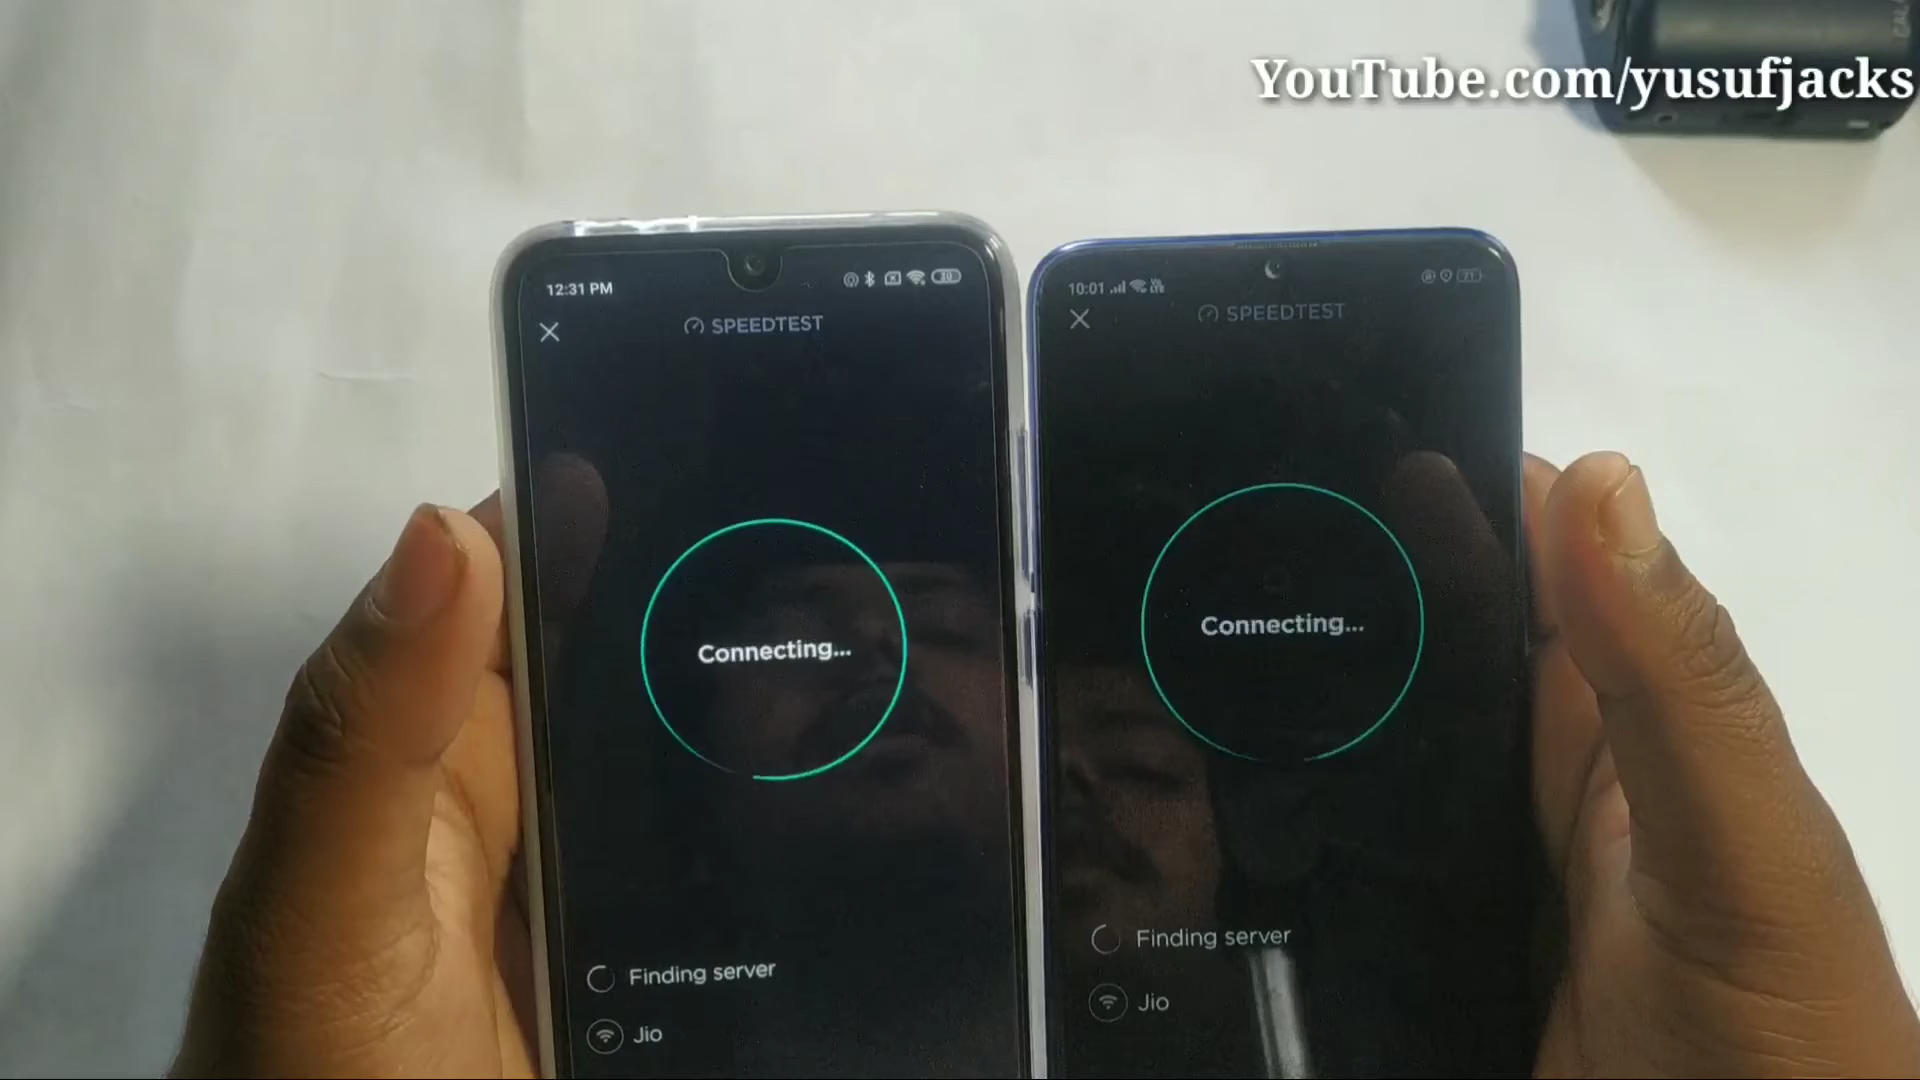 YouTube.com/yusufjacks
12:31 PM
SPEEDTEST
Connecting...
Finding server
Jio
10:01
SPEEDTEST
Connecting...
Finding server
Jio